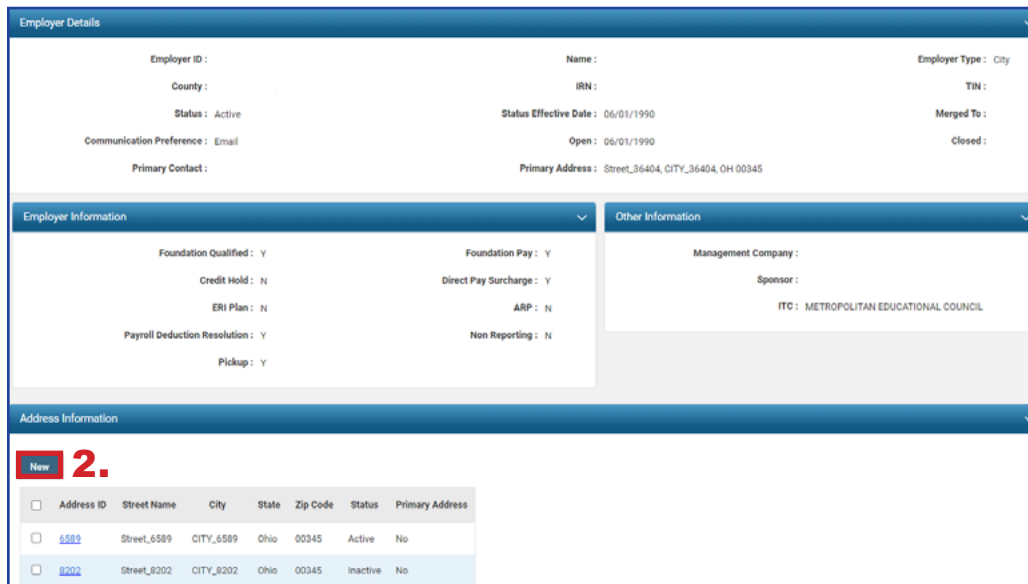 Employer Details
Employer ID : Name : Employer Type : City
County : IRN : TIN :
Status : Active Status Effective Date : 06/01/1990 Merged To :
Communication Preference : Email Open : 06/01/1990 Closed :
Primary Contact : Primary Address : Street_36404, CITY_36404, OH 00345
Employer Information
Foundation Qualified : Y Foundation Pay : Y
Credit Hold : N Direct Pay Surcharge : Y
ERI Plan : N ARP : N
Payroll Deduction Resolution : Y Non Reporting : N
Pickup : Y
Other Information
Management Company :
Sponsor :
ITC : METROPOLITAN EDUCATIONAL COUNCIL
Address Information
New 2.
Address ID Street Name City State Zip Code Status Primary Address
6589 Street_6589 CITY_6589 Ohio 00345 Active No
8202 Street_8202 CITY_8202 Ohio 00345 Inactive No